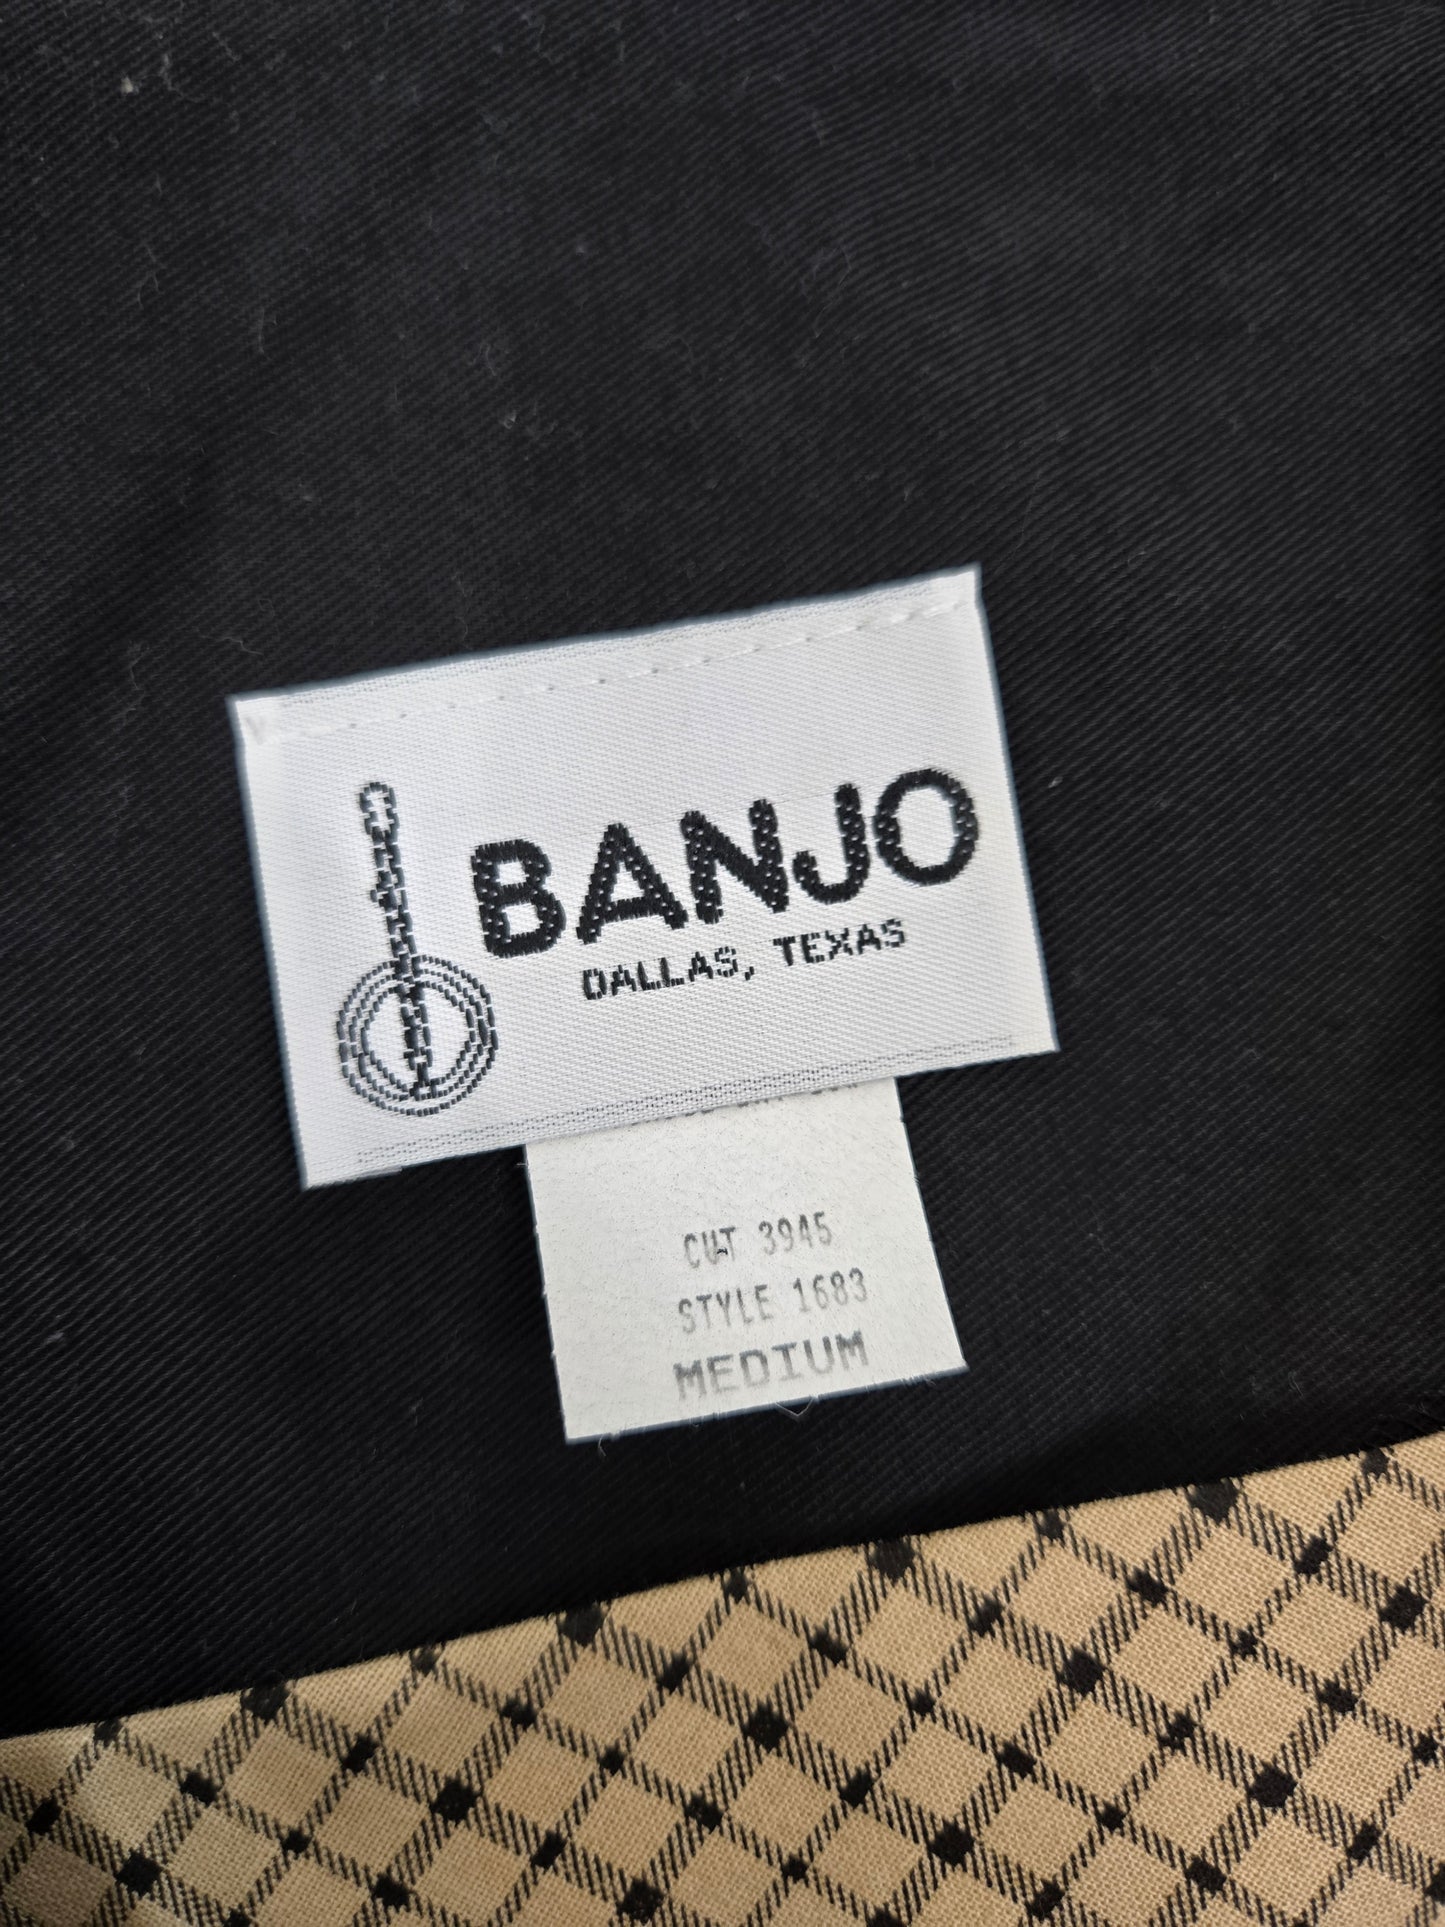 BANJO
DALLAS, TEXAS
CUT 3945
STYLE 1683
MEDIUM